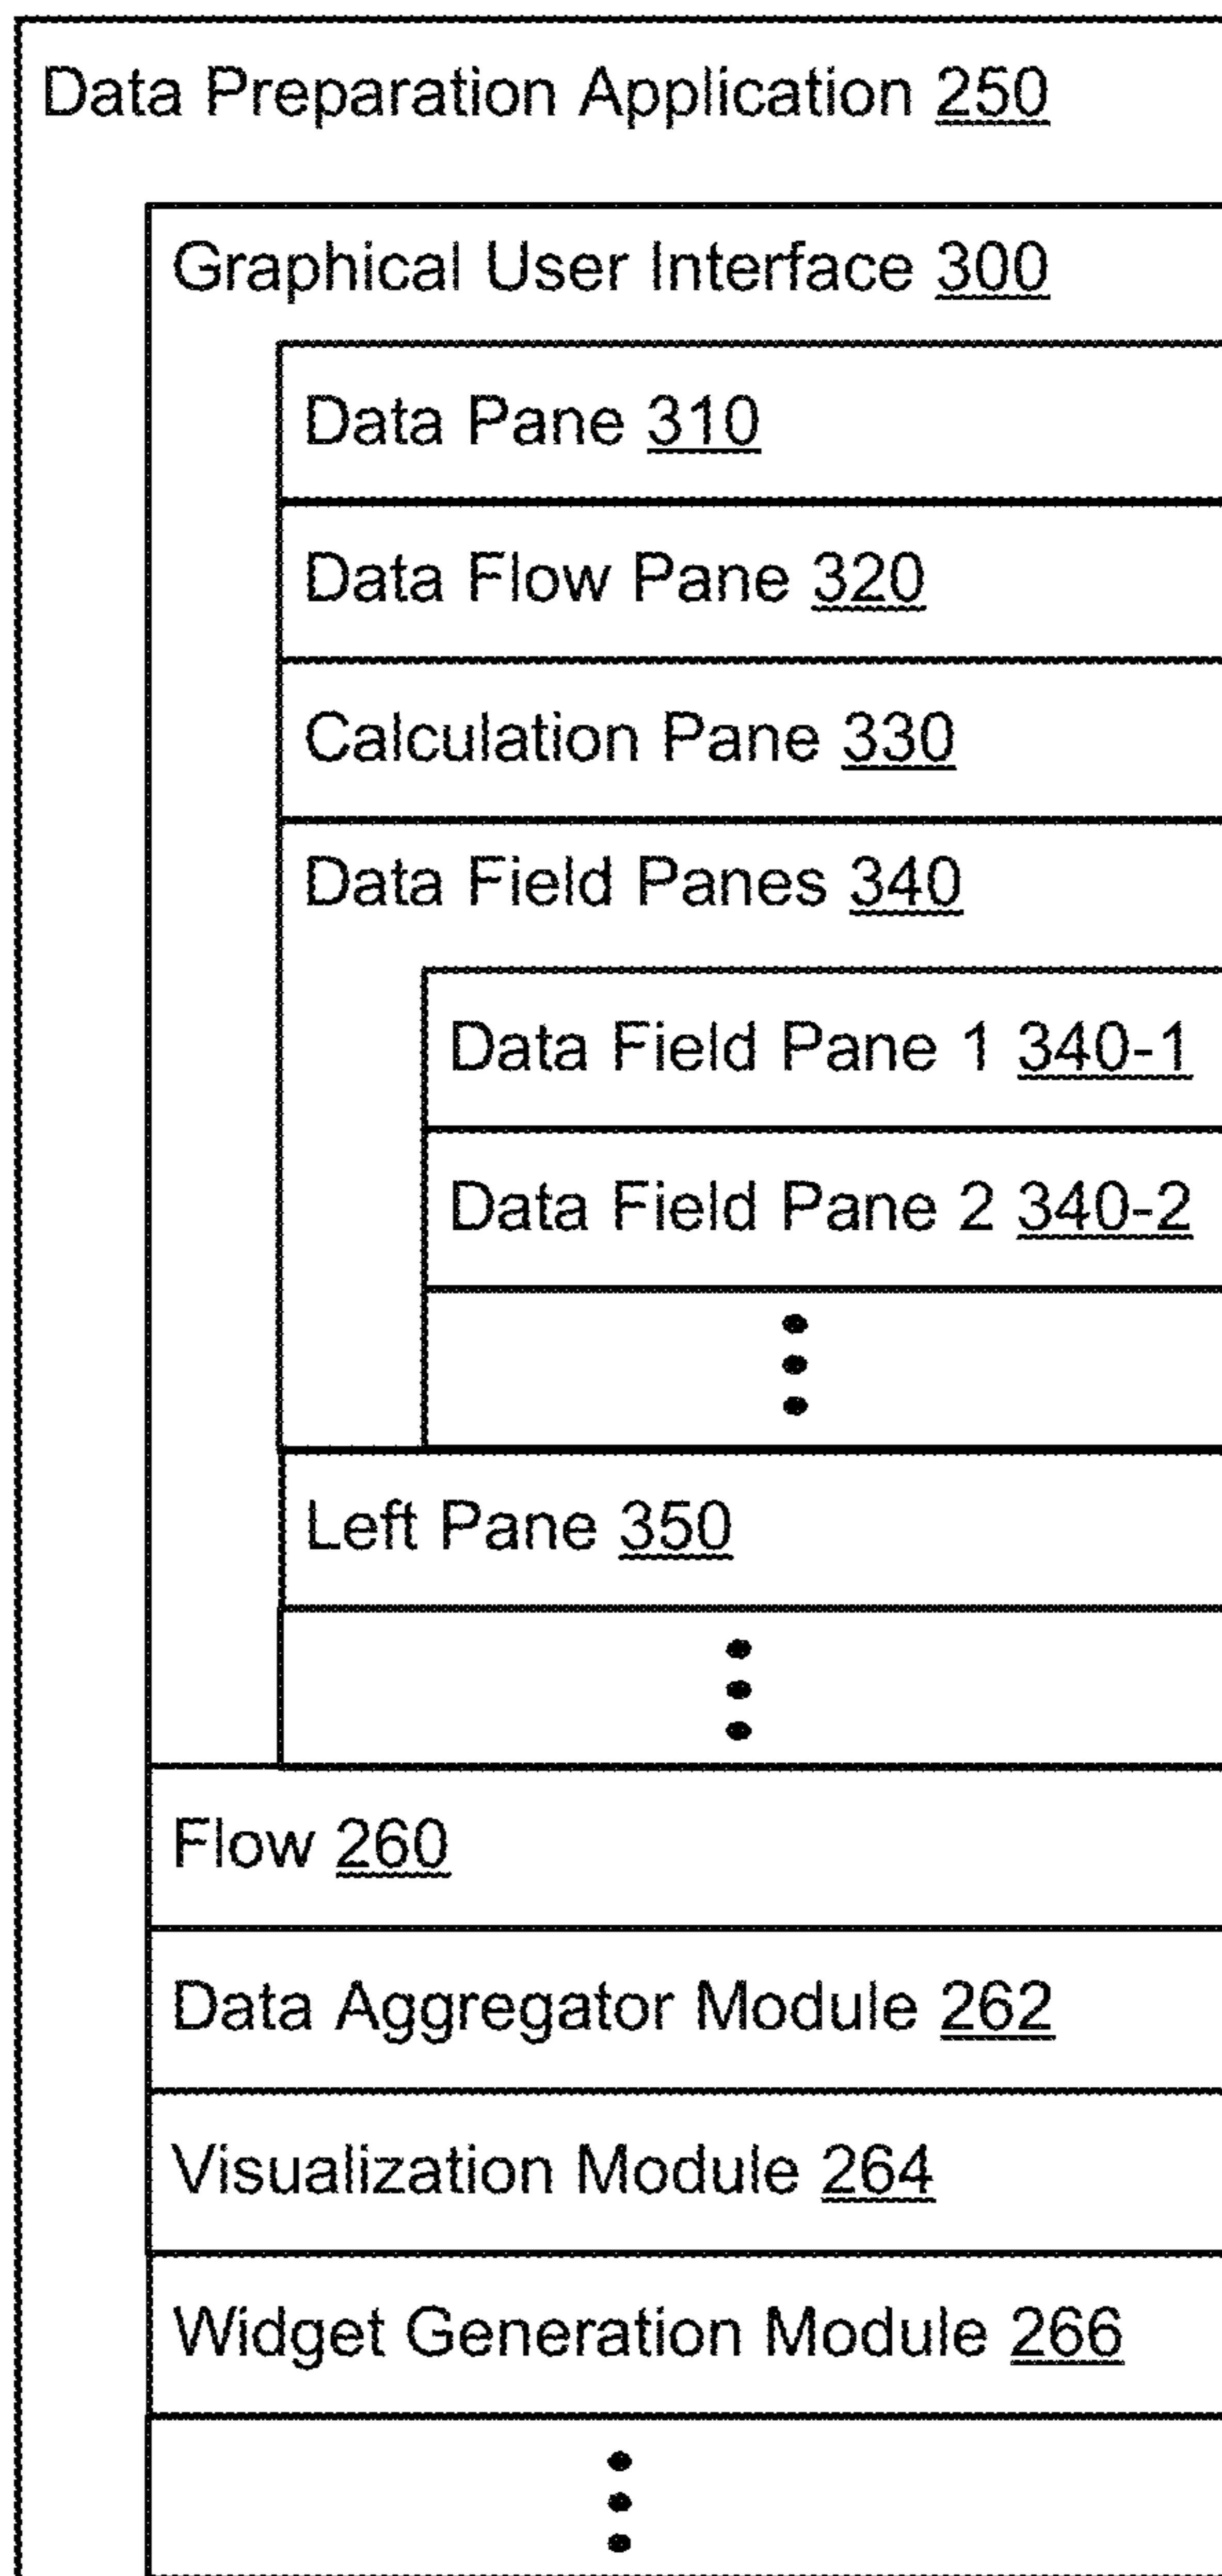 Data Preparation Application 250
Graphical User Interface 300
Data Pane 310
Data Flow Pane 320
Calculation Pane 330
Data Field Panes 340
Data Field Pane 1 340-1
Data Field Pane 2 340-2
Left Pane 350
Flow 260
Data Aggregator Module 262
Visualization Module 264
Widget Generation Module 266